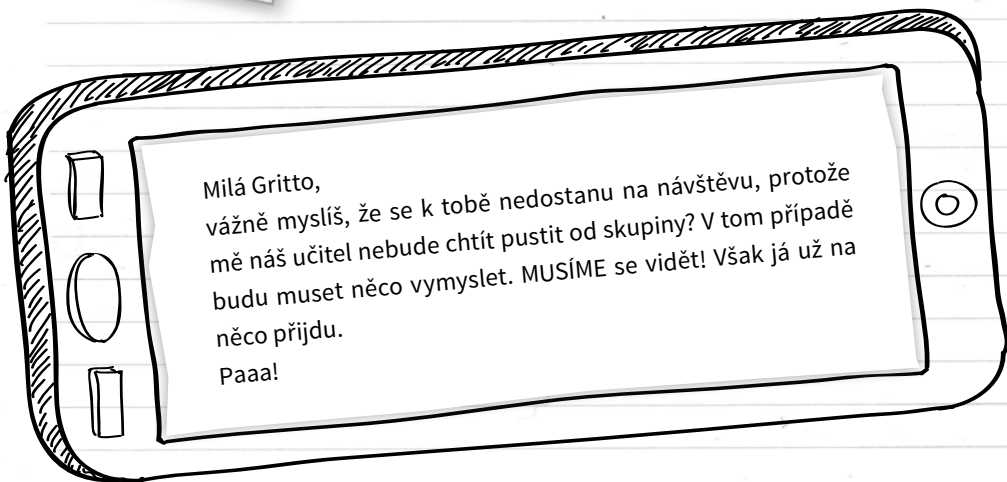 Milá Gritto,
vážně myslíš, že se k tobě nedostanu na návštěvu, protože
mě náš učitel nebude chtít pustit od skupiny? V tom případě
budu muset něco vymyslet. MUSÍME se vidět! Však já už na
něco přijdu.
Paaa!